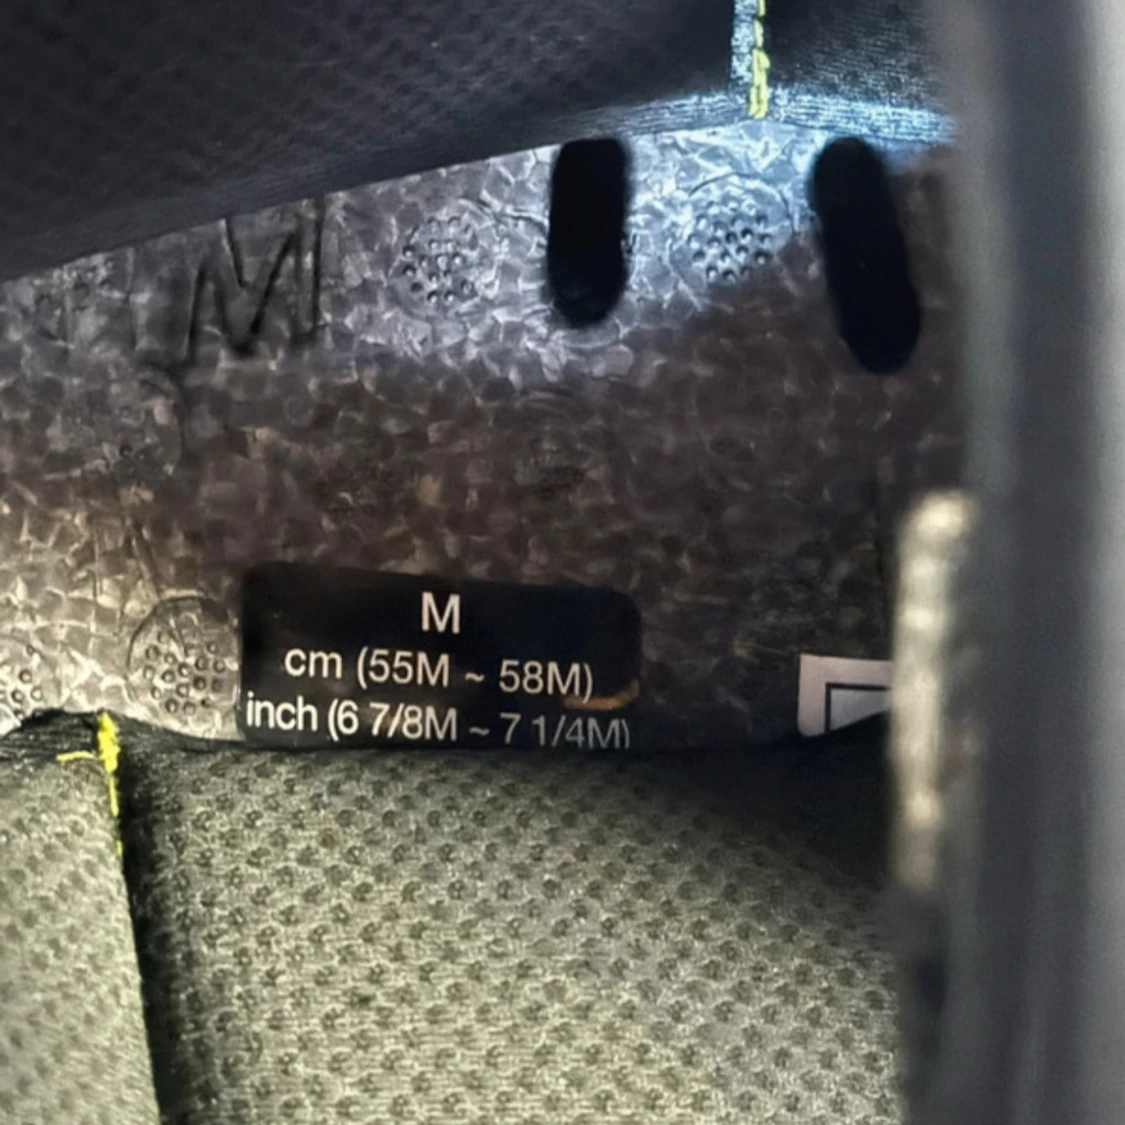 M
M
cm (55M ~ 58M)
inch (6 7/8M ~ 7 1/4M)